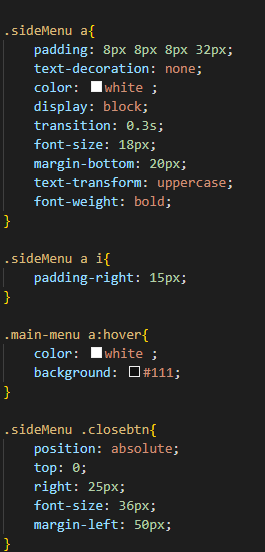 .sideMenu a{
padding: 8px 8px 8px 32px;
text-decoration: none;
color: white ;
display: block;
transition: 0.3s;
font-size: 18px;
margin-bottom: 20px;
text-transform: uppercase;
font-weight: bold;
}
.sideMenu a i{
padding-right: 15px;
}
.main-menu a:hover{
color: white ;
background: #111;
}
.sideMenu .closebtn{
position: absolute;
top: 0;
right: 25px;
font-size: 36px;
margin-left: 50px;
}